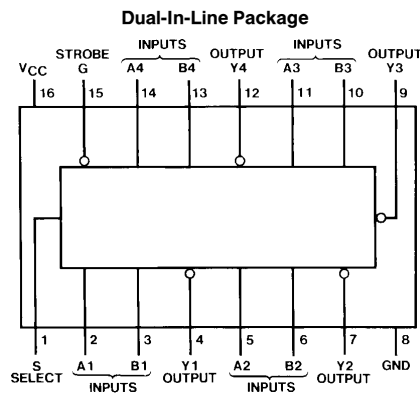 Dual-In-Line Package
STROBE INPUTS OUTPUT INPUTS OUTPUT
VCC G A4 B4 Y4 A3 B3 Y3
16 15 14 13 12 11 10 9
1 2 3 4 5 6 7 8
S A1 B1 Y1 A2 B2 Y2 GND
SELECT INPUTS OUTPUT INPUTS OUTPUT